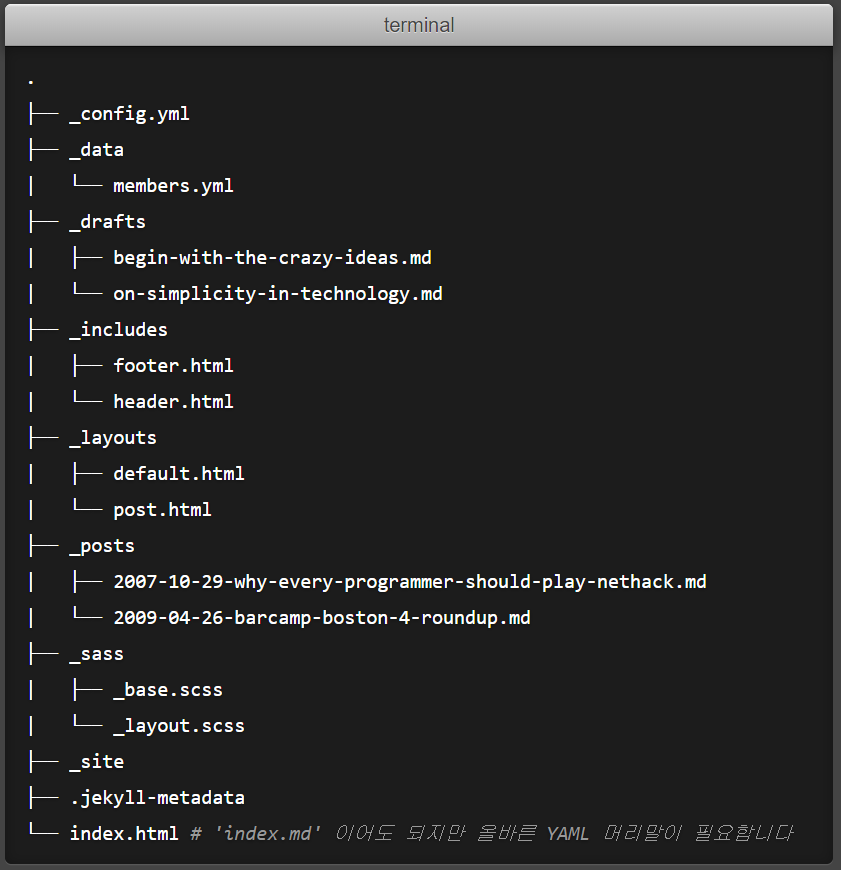 terminal
.
├── _config.yml
├── _data
|   └── members.yml
├── _drafts
|   ├── begin-with-the-crazy-ideas.md
|   └── on-simplicity-in-technology.md
├── _includes
|   ├── footer.html
|   └── header.html
├── _layouts
|   ├── default.html
|   └── post.html
├── _posts
|   ├── 2007-10-29-why-every-programmer-should-play-nethack.md
|   └── 2009-04-26-barcamp-boston-4-roundup.md
├── _sass
|   ├── _base.scss
|   └── _layout.scss
├── _site
├── .jekyll-metadata
└── index.html # 'index.md' 이어도 되지만 올바른 YAML 머리말이 필요합니다